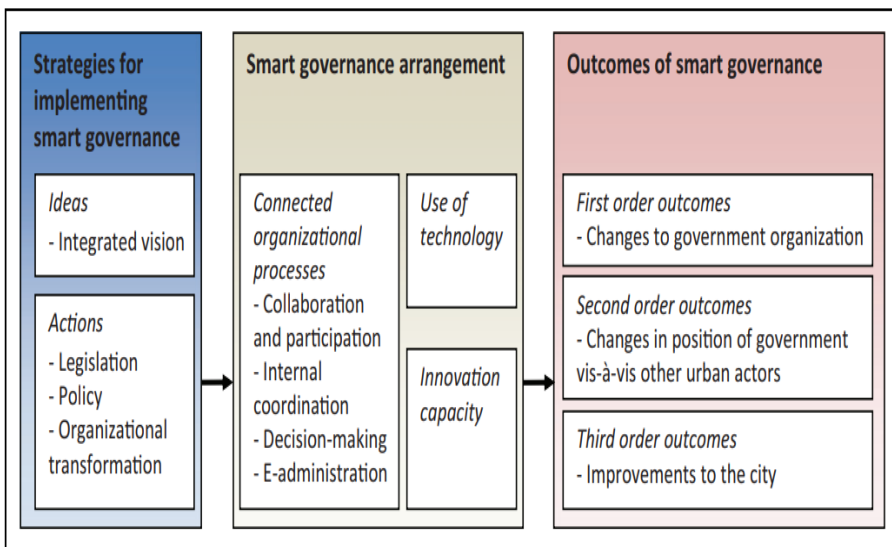 Strategies for
implementing
smart governance
Ideas
- Integrated vision
Actions
- Legislation
- Policy
- Organizational
transformation
Smart governance arrangement
Connected
organizational
processes
- Collaboration
and participation
- Internal
coordination
- Decision-making
- E-administration
Use of
technology
Innovation
capacity
Outcomes of smart governance
First order outcomes
- Changes to government organization
Second order outcomes
- Changes in position of government
vis-à-vis other urban actors
Third order outcomes
- Improvements to the city